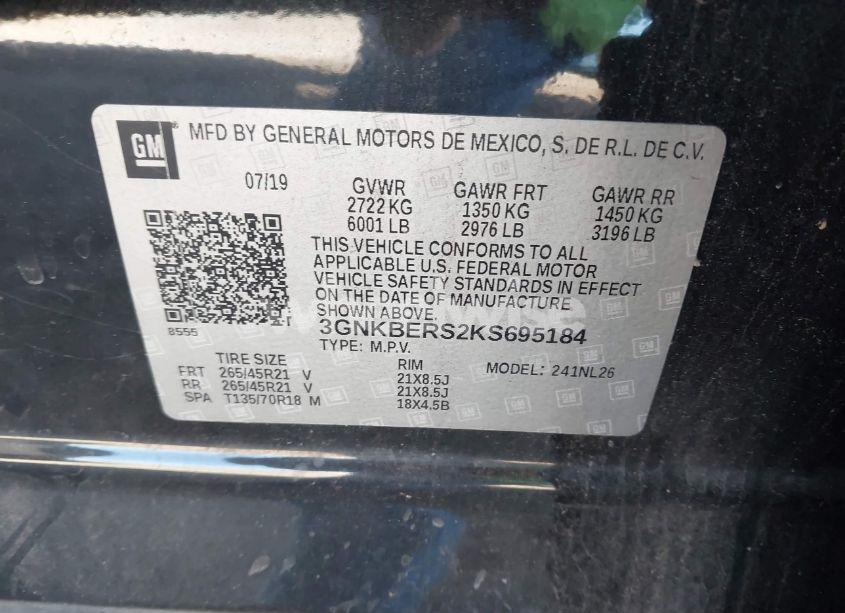 GM
MFD BY GENERAL MOTORS DE MEXICO, S. DE R.L. DE C.V.
07/19 GVWR GAWR FRT GAWR RR
2722 KG 1350 KG 1450 KG
6001 LB 2976 LB 3196 LB
THIS VEHICLE CONFORMS TO ALL
APPLICABLE U.S. FEDERAL MOTOR
VEHICLE SAFETY STANDARDS IN EFFECT
ON THE DATE OF MANUFACTURE
SHOWN ABOVE.
8555
3GNKBERS2KS695184
TYPE: M.P.V.
TIRE SIZE RIM MODEL: 241NL26
FRT 265/45R21 V 21X8.5J
RR 265/45R21 V 21X8.5J
SPA T135/70R18 M 18X4.5B